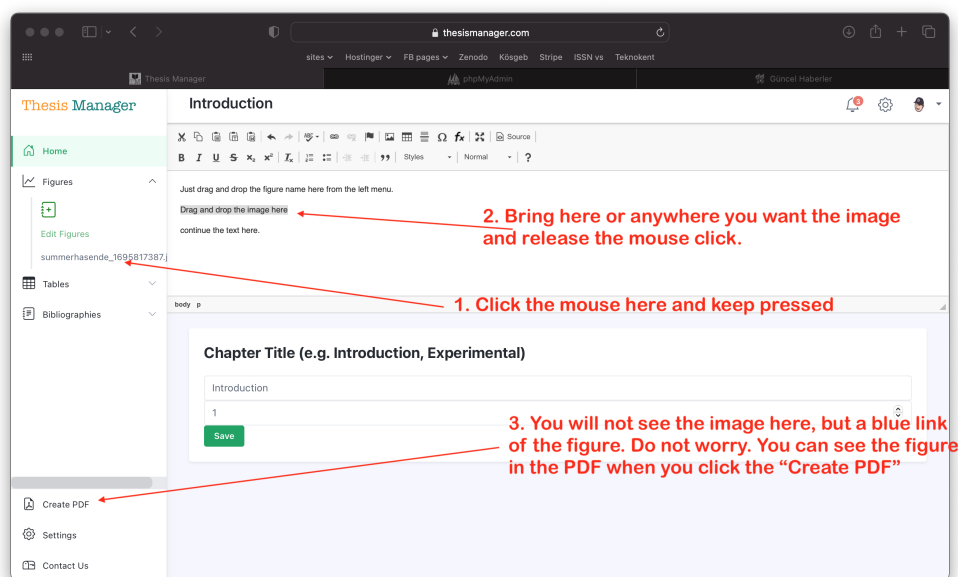 thesismanager.com
sites Hostinger FB pages Zenodo Kösgeb Stripe ISSN vs Teknokent
Thesis Manager
phpMyAdmin
Güncel Haberler
Thesis Manager
Introduction
3
Source
B I U S x₂ x² Iₓ Styles Normal ?
Home
Figures
Edit Figures
summerhasende_1695817387.j
Tables
Bibliographies
Just drag and drop the figure name here from the left menu.
Drag and drop the image here
continue the text here.
2. Bring here or anywhere you want the image
and release the mouse click.
body p
1. Click the mouse here and keep pressed
Chapter Title (e.g. Introduction, Experimental)
Introduction
1
Save
3. You will not see the image here, but a blue link
of the figure. Do not worry. You can see the figure
in the PDF when you click the “Create PDF”
Create PDF
Settings
Contact Us